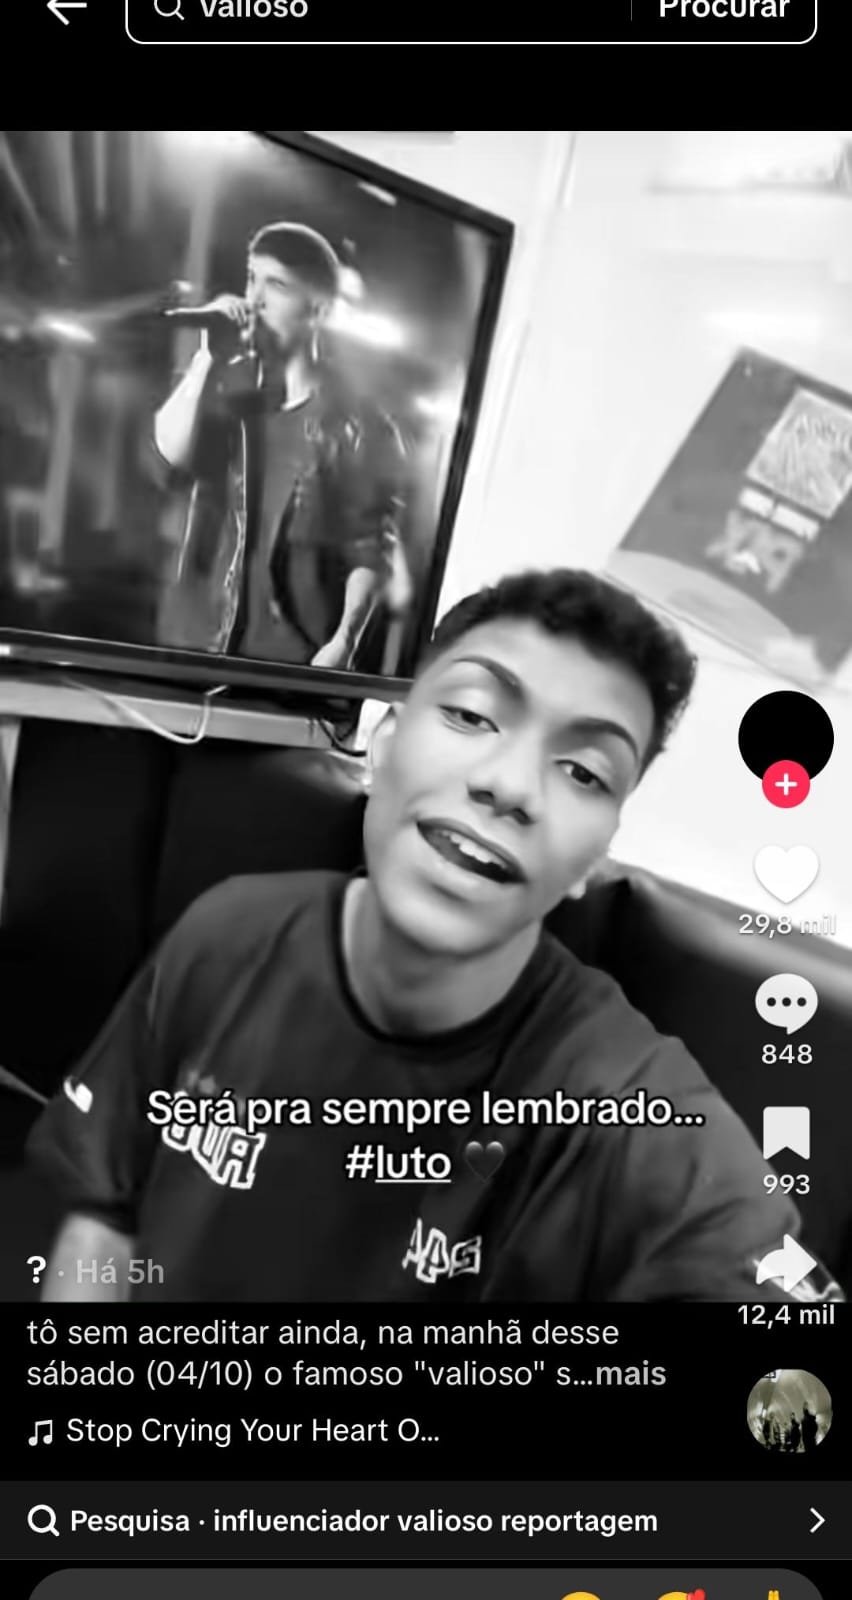 valioso
Procurar
Será pra sempre lembrado...
#luto 🖤
29,8 mil
848
993
12,4 mil
? · Há 5h
tô sem acreditar ainda, na manhã desse
sábado (04/10) o famoso "valioso" s...mais
Stop Crying Your Heart O...
Pesquisa · influenciador valioso reportagem